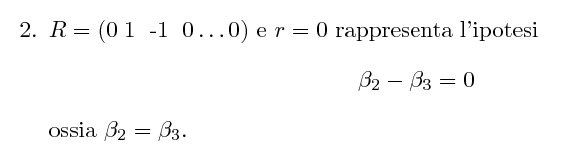 2. R = (0 1 -1 0 . . . 0) e r = 0 rappresenta l'ipotesi
β₂ − β₃ = 0
ossia β₂ = β₃.